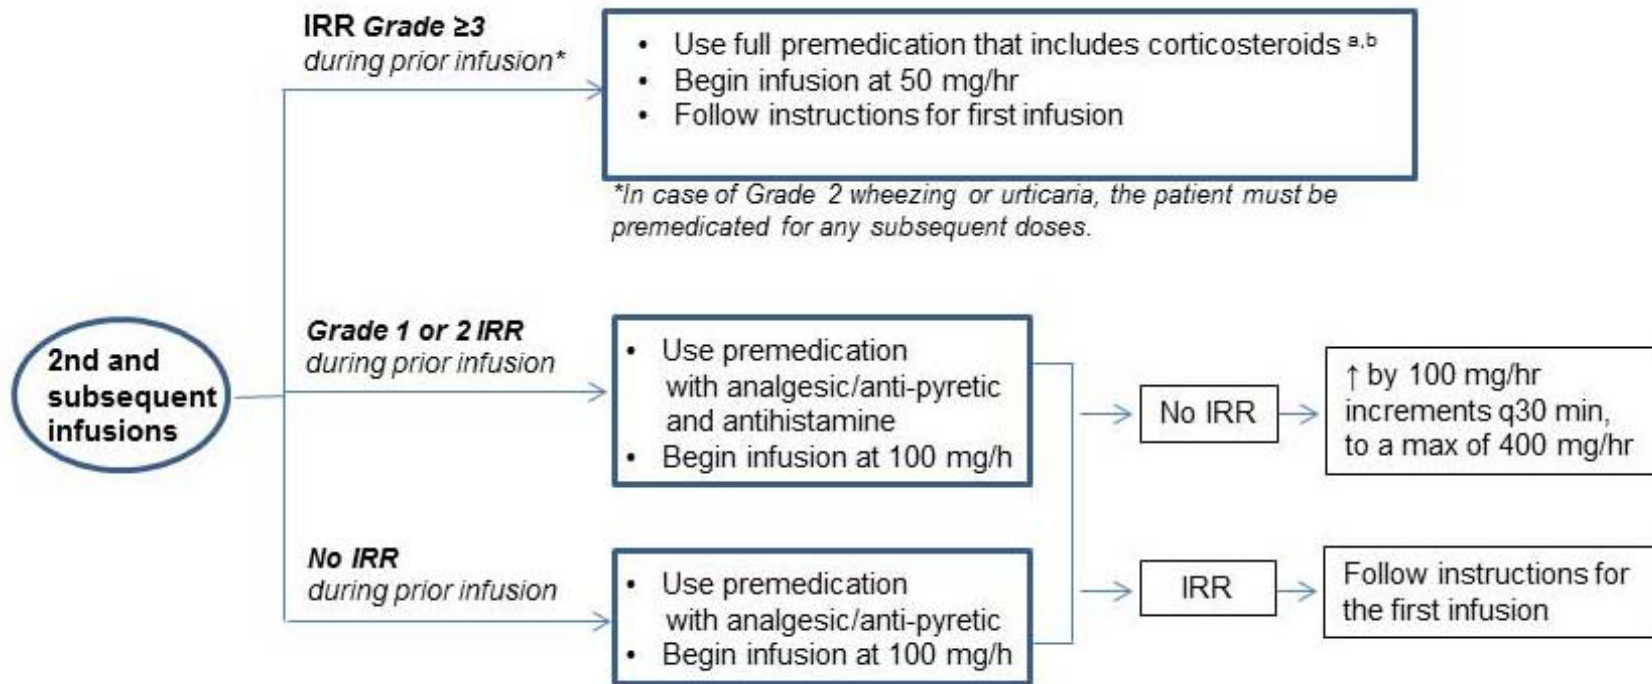 IRR Grade ≥3
during prior infusion*
• Use full premedication that includes corticosteroids a,b
• Begin infusion at 50 mg/hr
• Follow instructions for first infusion
*In case of Grade 2 wheezing or urticaria, the patient must be
premedicated for any subsequent doses.
2nd and
subsequent
infusions
Grade 1 or 2 IRR
during prior infusion
• Use premedication
with analgesic/anti-pyretic
and antihistamine
• Begin infusion at 100 mg/h
No IRR
↑ by 100 mg/hr
increments q30 min,
to a max of 400 mg/hr
No IRR
during prior infusion
• Use premedication
with analgesic/anti-pyretic
• Begin infusion at 100 mg/h
IRR
Follow instructions for
the first infusion